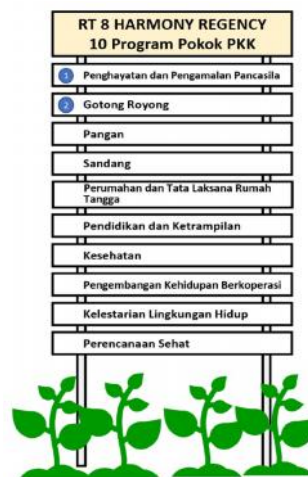 RT 8 HARMONY REGENCY
10 Program Pokok PKK
1 Penghayatan dan Pengamalan Pancasila
2 Gotong Royong
Pangan
Sandang
Perumahan dan Tata Laksana Rumah
Tangga
Pendidikan dan Ketrampilan
Kesehatan
Pengembangan Kehidupan Berkoperasi
Kelestarian Lingkungan Hidup
Perencanaan Sehat